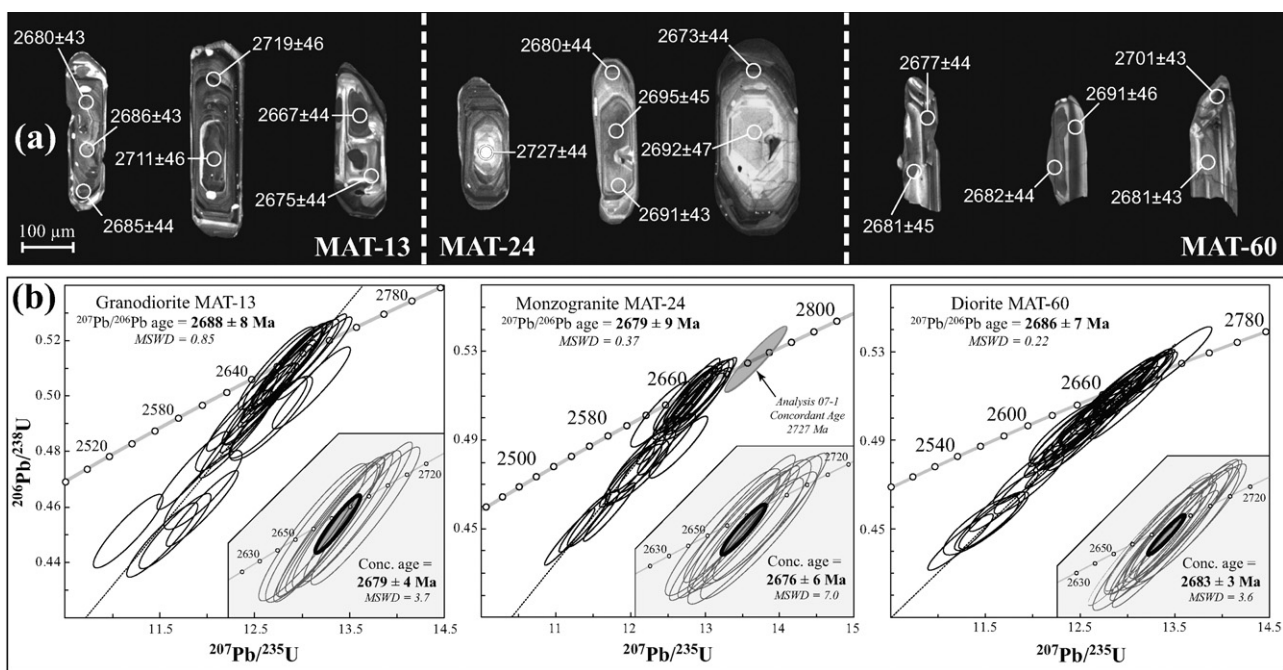 (a)
2680±43
2686±43
2685±44
2719±46
2711±46
2667±44
2675±44
100 µm
MAT-13
2727±44
2680±44
2695±45
2691±43
2673±44
2692±47
MAT-24
2677±44
2681±45
2691±46
2682±44
2701±43
2681±43
MAT-60
(b)
Granodiorite MAT-13
207Pb/206Pb age = 2688 ± 8 Ma
MSWD = 0.85
2780
2640
2580
2520
0.52
0.50
0.48
0.46
0.44
206Pb/238U
2720
2650
2630
Conc. age =
2679 ± 4 Ma
MSWD = 3.7
11.5
12.5
13.5
14.5
207Pb/235U
Monzogranite MAT-24
207Pb/206Pb age = 2679 ± 9 Ma
MSWD = 0.37
2800
2660
2580
2500
Analysis 07-1
Concordant Age
2727 Ma
0.53
0.49
0.45
2720
2650
2630
Conc. age =
2676 ± 6 Ma
MSWD = 7.0
11
12
13
14
15
207Pb/235U
Diorite MAT-60
207Pb/206Pb age = 2686 ± 7 Ma
MSWD = 0.22
2780
2660
2600
2540
0.53
0.49
0.45
2720
2650
2630
Conc. age =
2683 ± 3 Ma
MSWD = 3.6
11.5
12.5
13.5
14.5
207Pb/235U